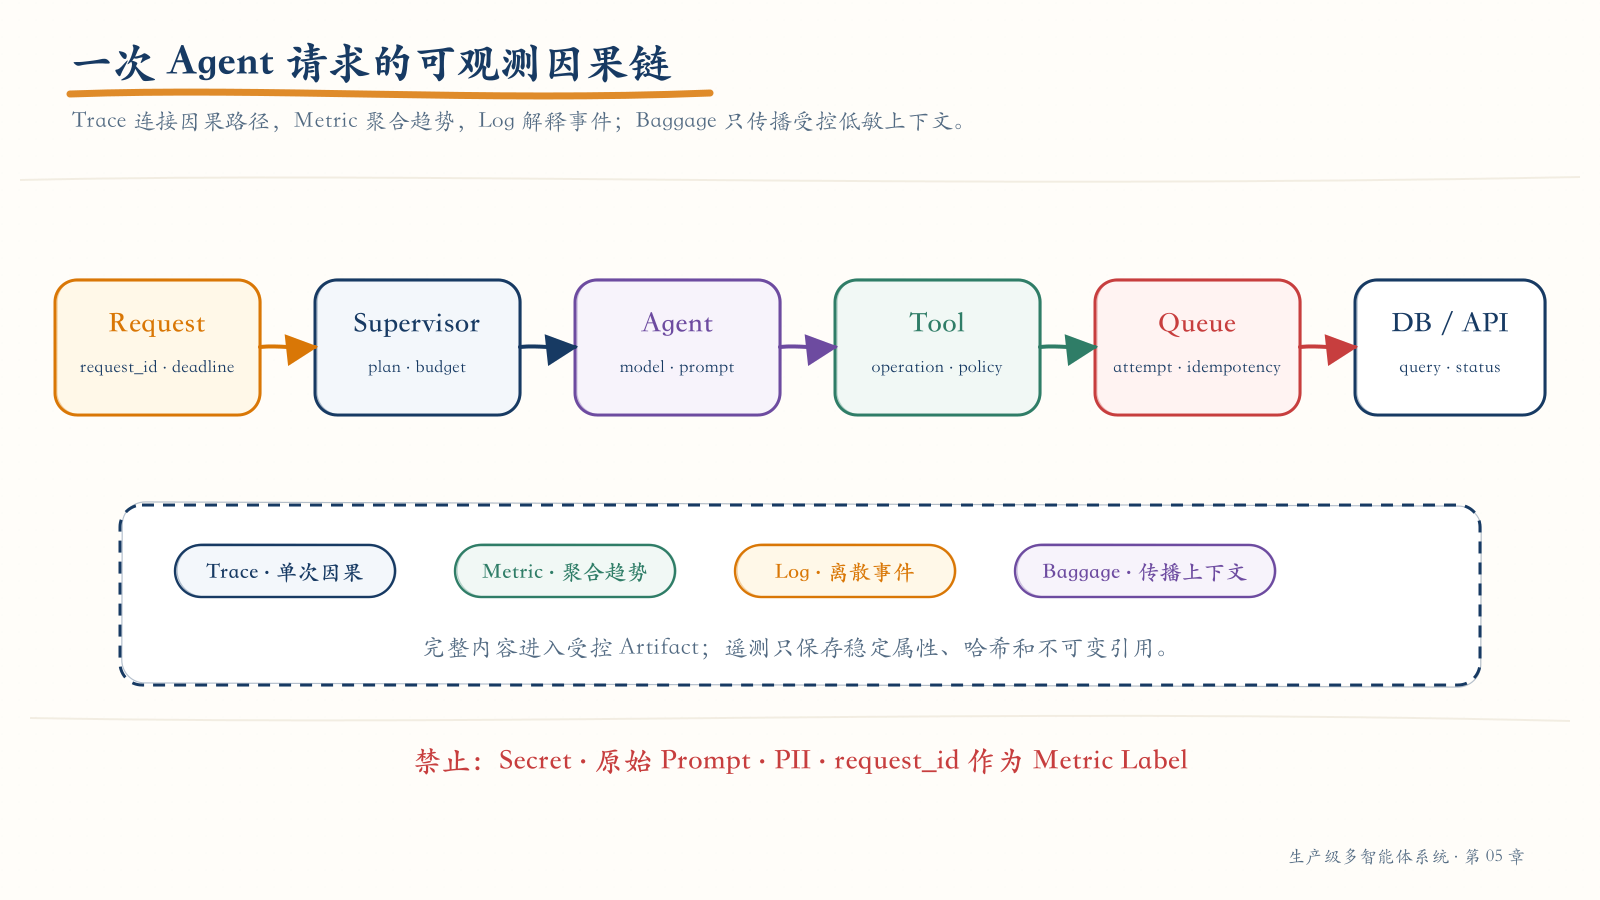 一次 Agent 请求的可观测因果链
Trace 连接因果路径，Metric 聚合趋势，Log 解释事件；Baggage 只传播受控低敏上下文。
Request
request_id · deadline
Supervisor
plan · budget
Agent
model · prompt
Tool
operation · policy
Queue
attempt · idempotency
DB / API
query · status
Trace · 单次因果
Metric · 聚合趋势
Log · 离散事件
Baggage · 传播上下文
完整内容进入受控 Artifact；遥测只保存稳定属性、哈希和不可变引用。
禁止：Secret · 原始 Prompt · PII · request_id 作为 Metric Label
生产级多智能体系统 · 第 05 章